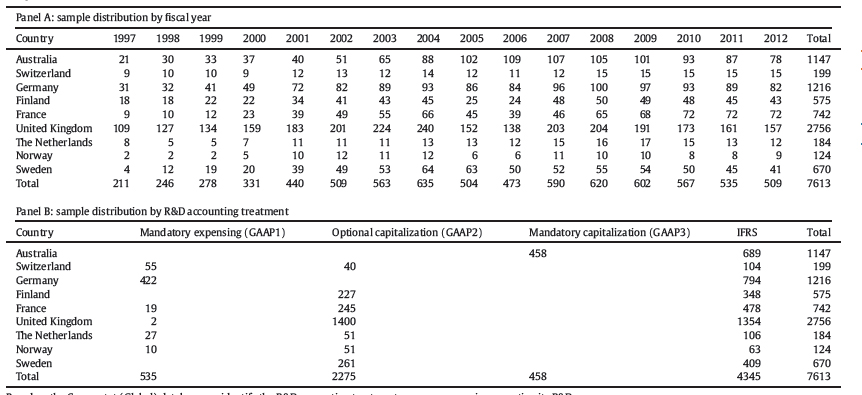 Panel A: sample distribution by fiscal year
Country 1997 1998 1999 2000 2001 2002 2003 2004 2005 2006 2007 2008 2009 2010 2011 2012 Total
Australia 21 30 33 37 40 51 65 88 102 109 107 105 101 93 87 78 1147
Switzerland 9 10 10 9 12 13 12 14 12 11 12 15 15 15 15 15 199
Germany 31 32 41 49 72 82 89 93 86 84 96 100 97 93 89 82 1216
Finland 18 18 22 22 34 41 43 45 25 24 48 50 49 48 45 43 575
France 9 10 12 23 39 49 55 66 45 39 46 65 68 72 72 72 742
United Kingdom 109 127 134 159 183 201 224 240 152 138 203 204 191 173 161 157 2756
The Netherlands 8 5 5 7 11 11 11 13 13 12 15 16 17 15 13 12 184
Norway 2 2 2 5 10 12 11 12 6 6 11 10 10 8 8 9 124
Sweden 4 12 19 20 39 49 53 64 63 50 52 55 54 50 45 41 670
Total 211 246 278 331 440 509 563 635 504 473 590 620 602 567 535 509 7613
Panel B: sample distribution by R&D accounting treatment
Country Mandatory expensing (GAAP1) Optional capitalization (GAAP2) Mandatory capitalization (GAAP3) IFRS Total
Australia 458 689 1147
Switzerland 55 40 104 199
Germany 422 794 1216
Finland 227 348 575
France 19 245 478 742
United Kingdom 2 1400 1354 2756
The Netherlands 27 51 106 184
Norway 10 51 63 124
Sweden 261 409 670
Total 535 2275 458 4345 7613